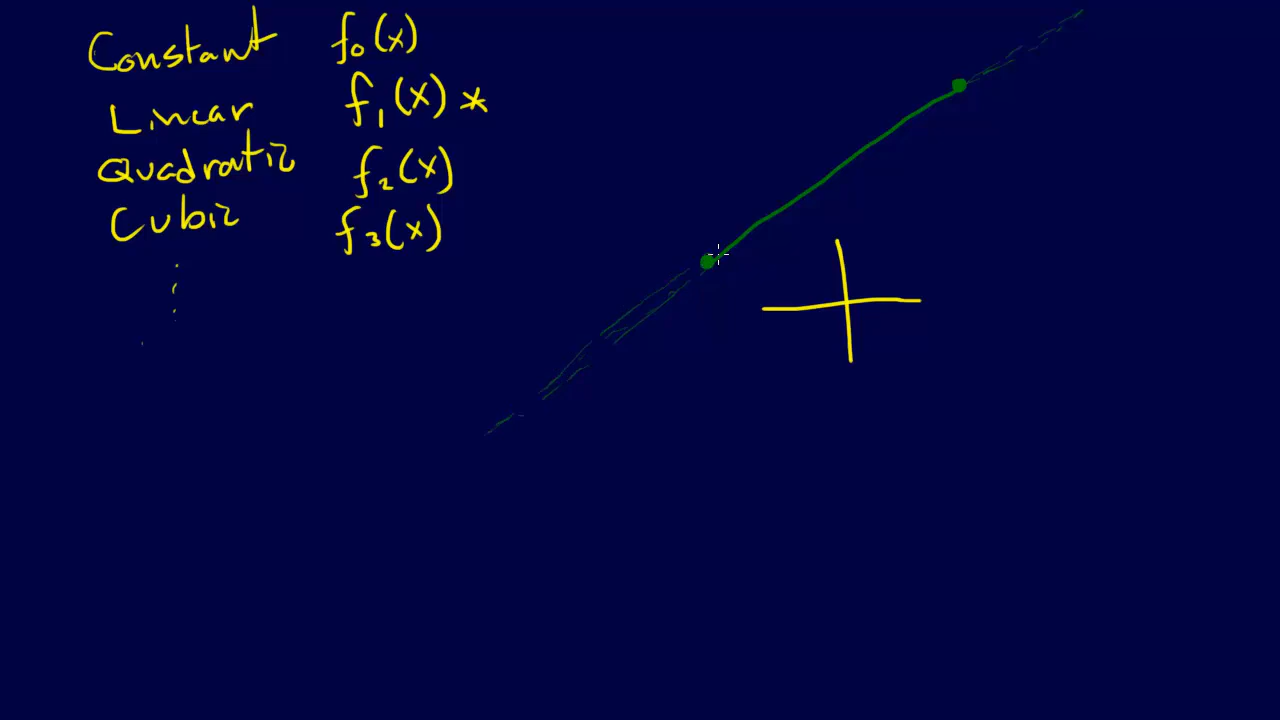 Constant f₀(x)
Linear f₁(x) *
Quadratic f₂(x)
Cubic f₃(x)
⋮